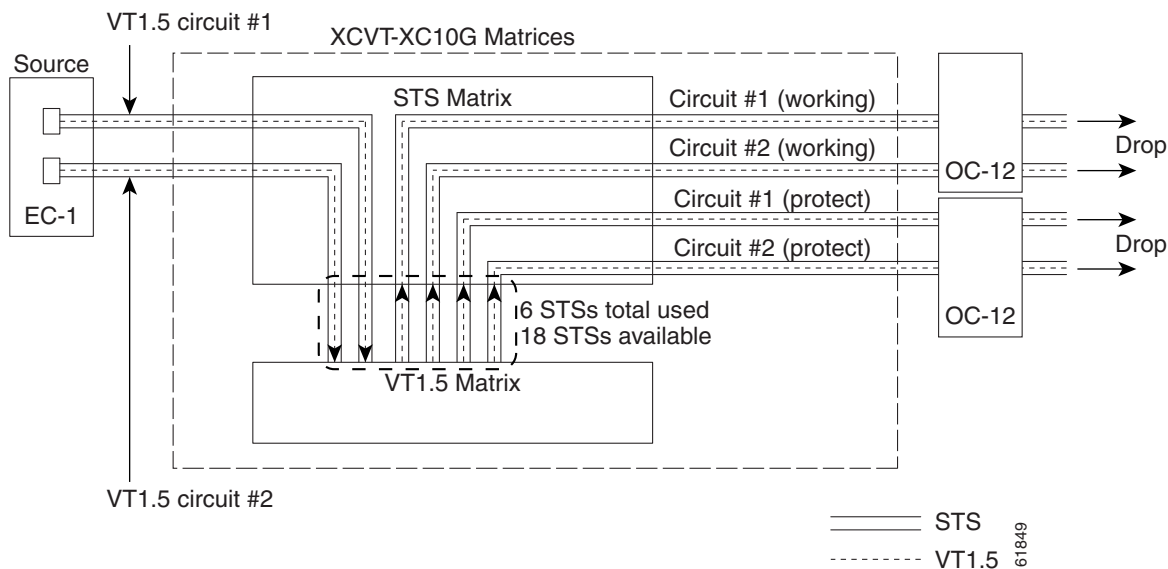 VT1.5 circuit #1
XCVT-XC10G Matrices
Source
STS Matrix
Circuit #1 (working)
Drop
Circuit #2 (working)
OC-12
EC-1
Circuit #1 (protect)
Drop
Circuit #2 (protect)
6 STSs total used
OC-12
18 STSs available
VT1.5 Matrix
VT1.5 circuit #2
STS
VT1.5
61849